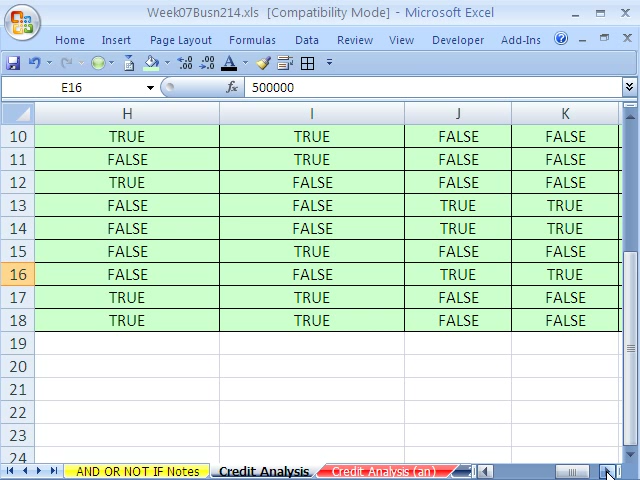 Week07Busn214.xls [Compatibility Mode] - Microsoft Excel
Home Insert Page Layout Formulas Data Review View Developer Add-Ins
E16 fx 500000
H I J K
10 TRUE TRUE FALSE FALSE
11 FALSE TRUE FALSE FALSE
12 TRUE FALSE FALSE FALSE
13 FALSE FALSE TRUE TRUE
14 FALSE FALSE TRUE TRUE
15 FALSE TRUE FALSE FALSE
16 FALSE FALSE TRUE TRUE
17 TRUE TRUE FALSE FALSE
18 TRUE TRUE FALSE FALSE
19
20
21
22
23
24
AND OR NOT IF Notes Credit Analysis Credit Analysis (an)